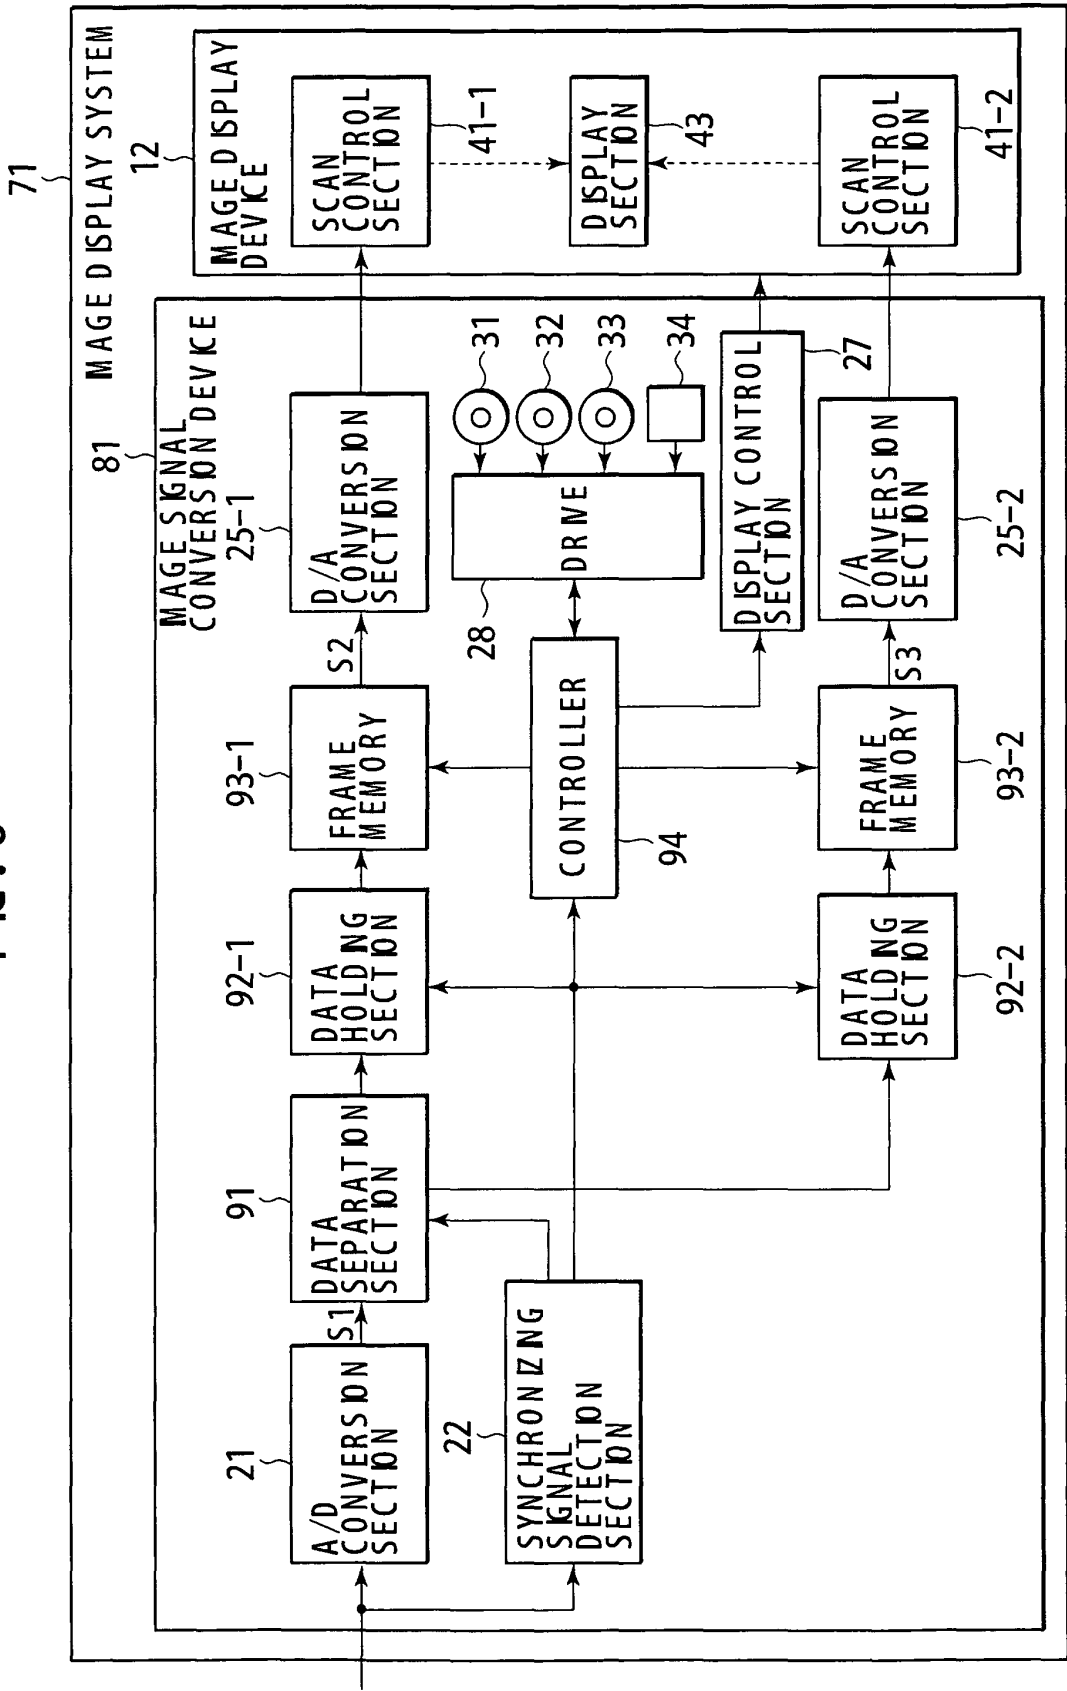 71
IMAGE DISPLAY SYSTEM
81
IMAGE SIGNAL
CONVERSION DEVICE
12
IMAGE DISPLAY
DEVICE
21
A/D
CONVERSION
SECTION
S1
91
DATA
SEPARATION
SECTION
92-1
DATA
HOLDING
SECTION
93-1
FRAME
MEMORY
S2
25-1
D/A
CONVERSION
SECTION
SCAN
CONTROL
SECTION
41-1
22
SYNCHRONIZING
SIGNAL
DETECTION
SECTION
CONTROLLER
94
28
DRIVE
31
32
33
34
DISPLAY
SECTION
43
DISPLAY CONTROL
SECTION
27
DATA
HOLDING
SECTION
92-2
FRAME
MEMORY
93-2
S3
D/A
CONVERSION
SECTION
25-2
SCAN
CONTROL
SECTION
41-2